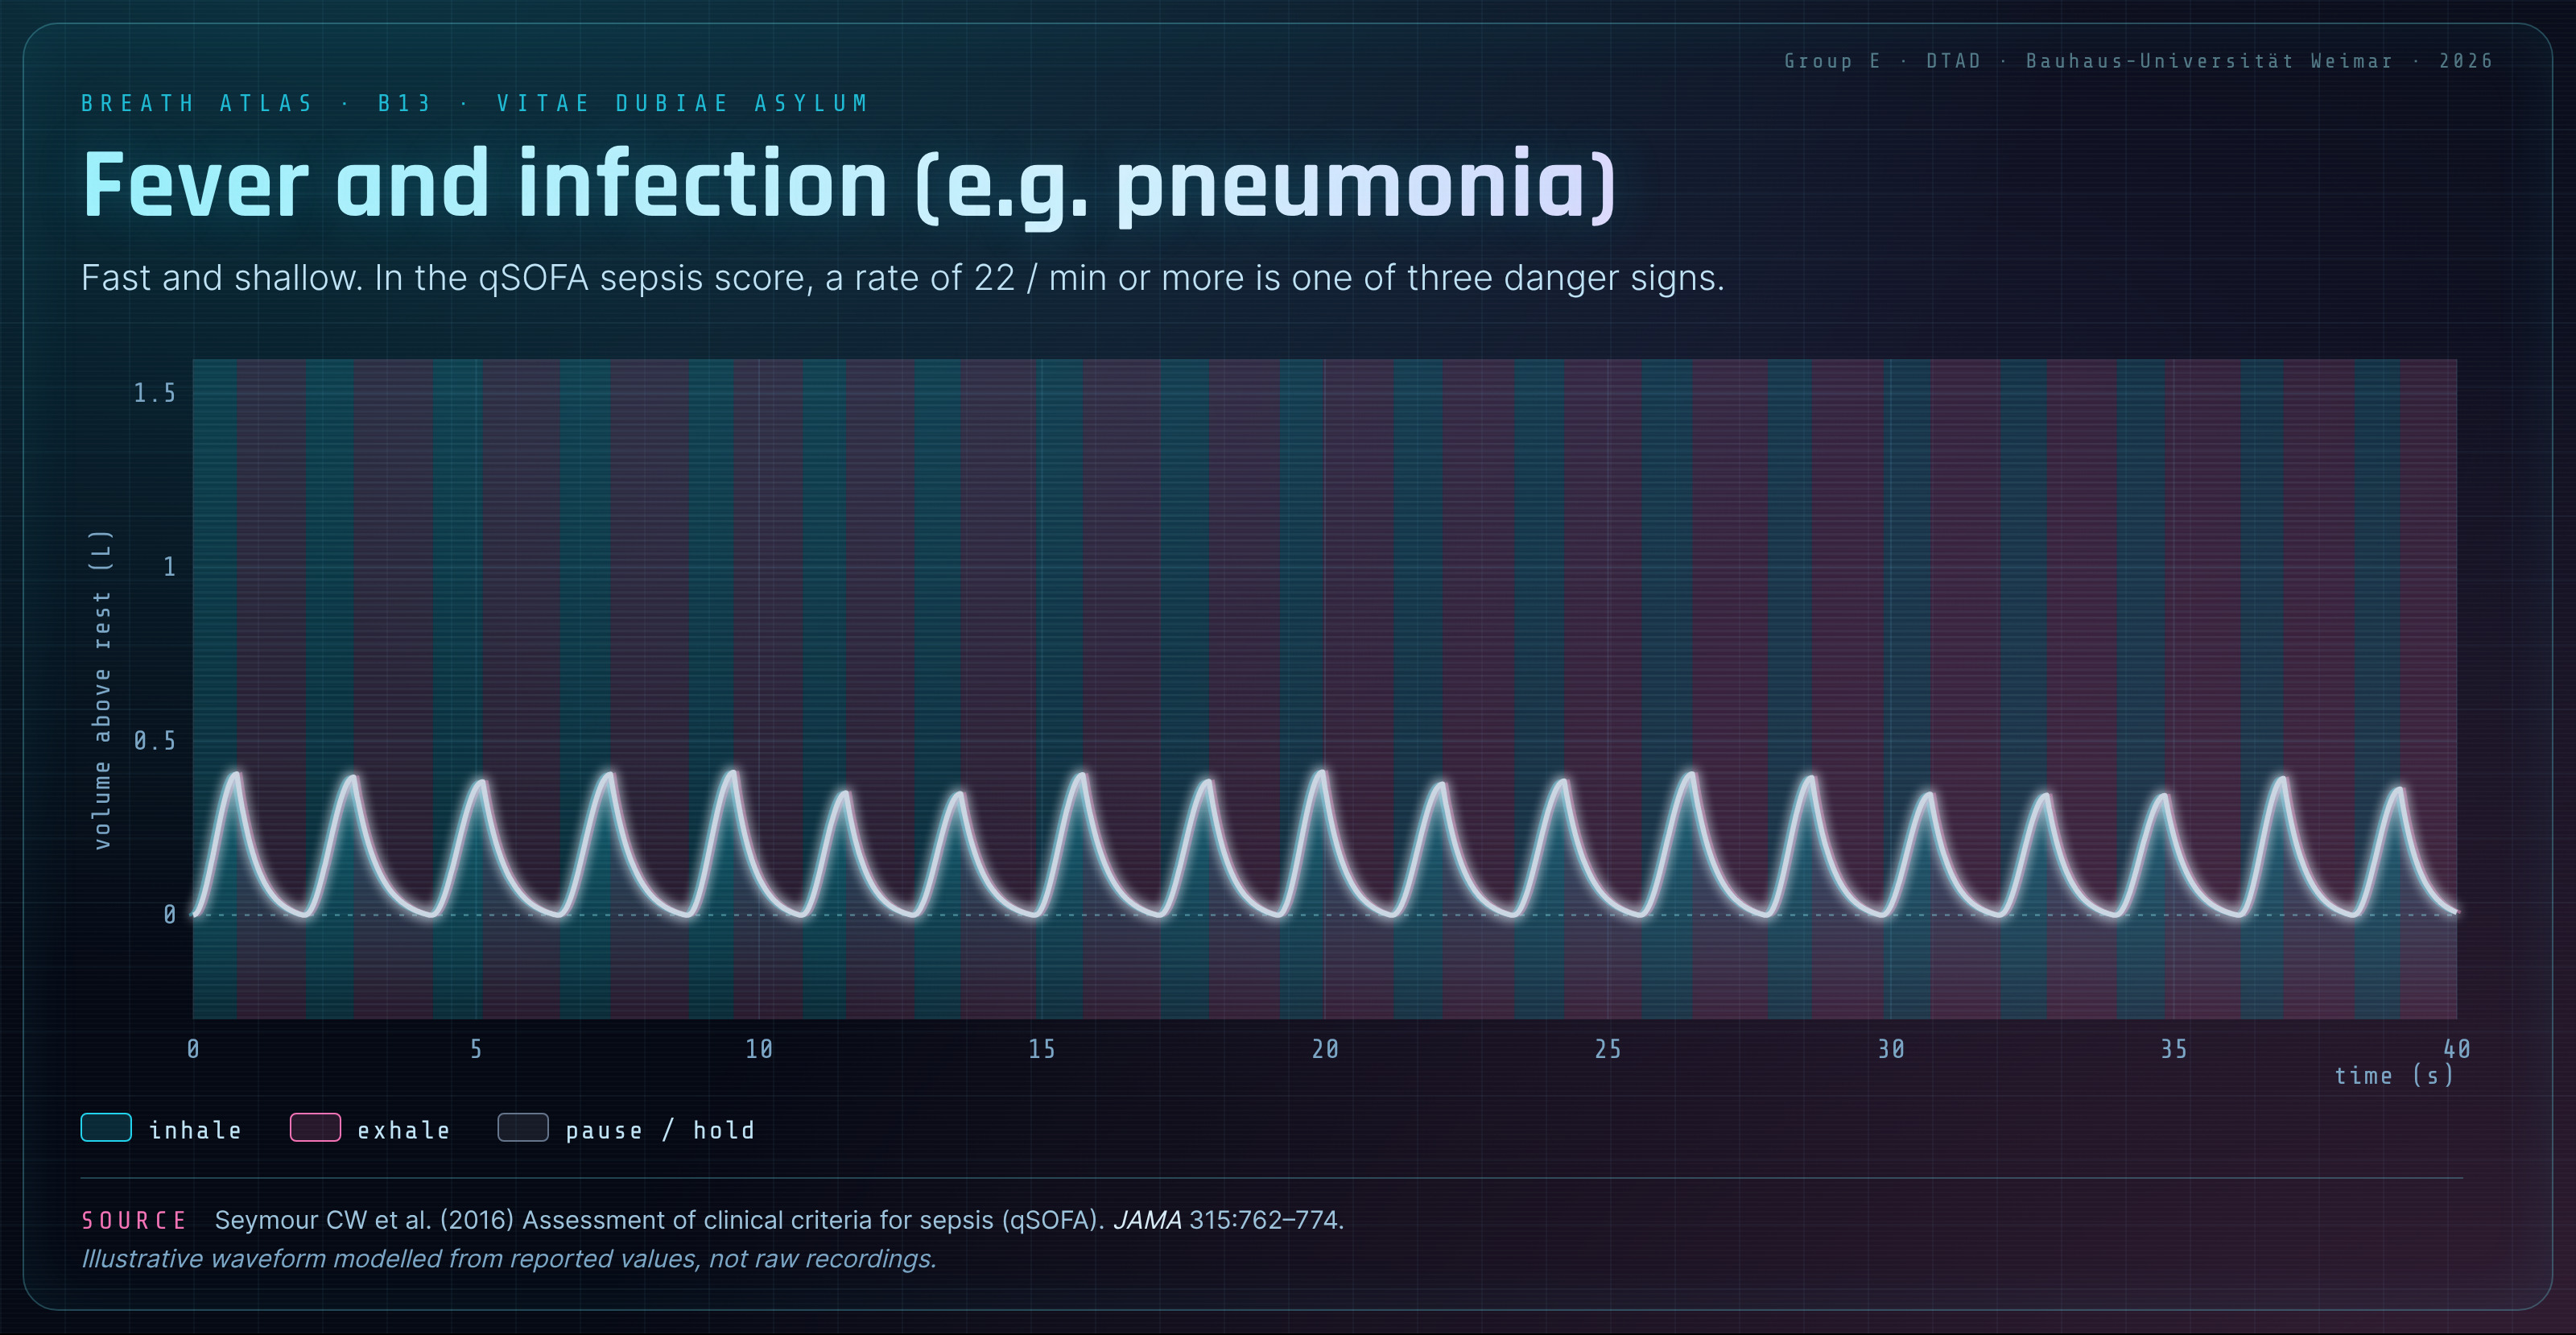 Group E · DTAD · Bauhaus-Universität Weimar · 2026
BREATH ATLAS · B13 · VITAE DUBIAE ASYLUM
Fever and infection (e.g. pneumonia)
Fast and shallow. In the qSOFA sepsis score, a rate of 22 / min or more is one of three danger signs.
volume above rest (L)
1.5
1
0.5
0
0 5 10 15 20 25 30 35 40
time (s)
inhale exhale pause / hold
SOURCE Seymour CW et al. (2016) Assessment of clinical criteria for sepsis (qSOFA). JAMA 315:762–774.
Illustrative waveform modelled from reported values, not raw recordings.